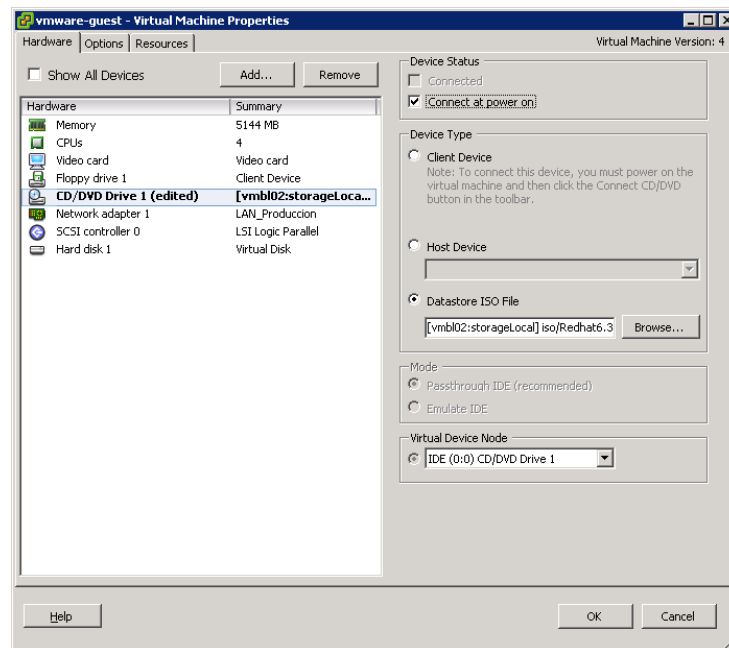 vmware-guest - Virtual Machine Properties
Hardware Options Resources
Virtual Machine Version: 4
Show All Devices
Add...
Remove
Hardware Summary
Memory 5144 MB
CPUs 4
Video card Video card
Floppy drive 1 Client Device
CD/DVD Drive 1 (edited) [vmbl02:storageLoca...
Network adapter 1 LAN_Produccion
SCSI controller 0 LSI Logic Parallel
Hard disk 1 Virtual Disk
Device Status
Connected
Connect at power on
Device Type
Client Device
Note: To connect this device, you must power on the
virtual machine and then click the Connect CD/DVD
button in the toolbar.
Host Device
Datastore ISO File
[vmbl02:storageLocal] iso/Redhat6.3
Browse...
Mode
Passthrough IDE (recommended)
Emulate IDE
Virtual Device Node
IDE (0:0) CD/DVD Drive 1
Help
OK
Cancel